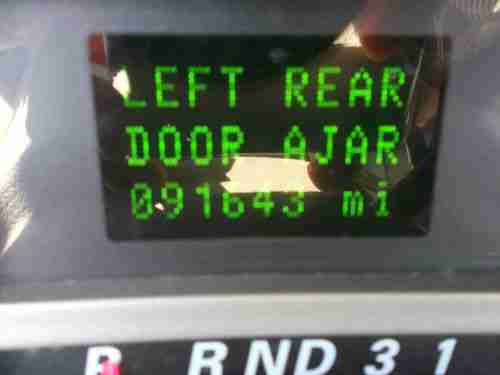 LEFT REAR
DOOR AJAR
091643 mi
P R N D 3 1